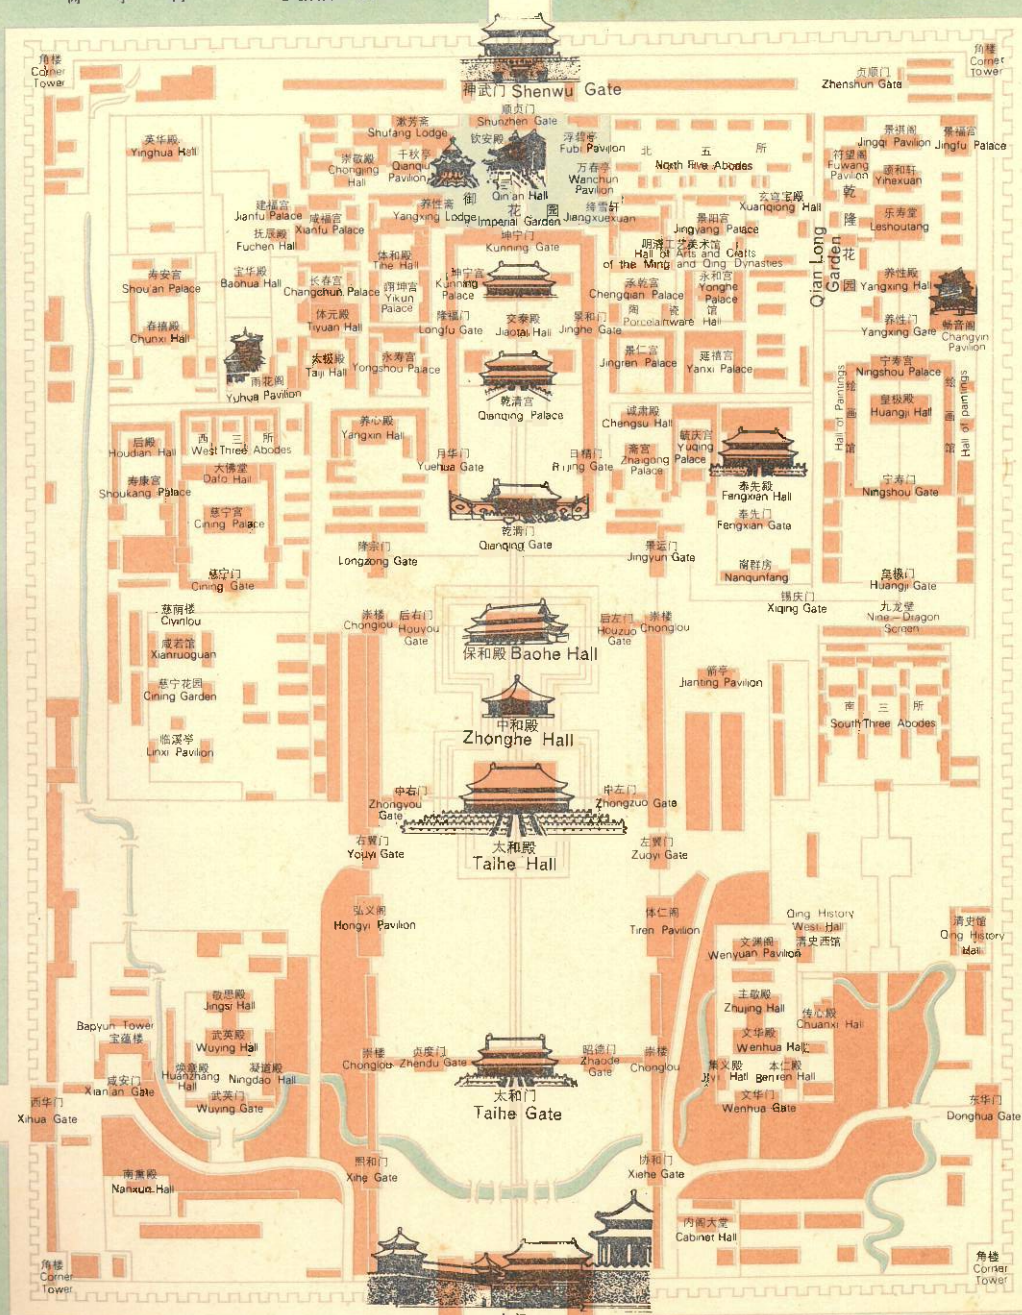 角楼
Corner
Tower
角楼
Corner
Tower
神武门 Shenwu Gate
贞顺门
Zhenshun Gate
顺贞门
Shunzhen Gate
漱芳斋
Shufang Lodge
钦安殿
Qin'an Hall
浮碧亭
Fubi Pavilion
千秋亭
Qianqiu
Pavilion
万春亭
Wanchun
Pavilion
北五所
North Five Abodes
英华殿
Yinghua Hall
崇敬殿
Chongjing
Hall
景祺阁
Jingqi Pavilion
景福宫
Jingfu Palace
符望阁
Fuwang
Pavilion
颐和轩
Yihexuan
养性斋
Yangxing Lodge
御花园
Imperial Garden
绛雪轩
Jiangxuexuan
玄穹宝殿
Xuanqiong Hall
建福宫
Jianfu Palace
咸福宫
Xianfu Palace
景阳宫
Jingyang Palace
乐寿堂
Leshoutang
乾隆花园
Qian Long
Garden
抚辰殿
Fuchen Hall
坤宁门
Kunning Gate
明清工艺美术馆
Hall of Arts and Crafts
of the Ming and Qing Dynasties
体和殿
Tihe Hall
寿安宫
Shou'an Palace
宝华殿
Baohua Hall
长春宫
Changchun Palace
翊坤宫
Yikun
Palace
坤宁宫
Kunning
Palace
承乾宫
Chengqian Palace
永和宫
Yonghe
Palace
养性殿
Yangxing Hall
春禧殿
Chunxi Hall
体元殿
Tiyuan Hall
隆福门
Longfu Gate
交泰殿
Jiaotai Hall
景和门
Jinghe Gate
陶瓷馆
Porcelainware Hall
养性门
Yangxing Gate
畅音阁
Changyin
Pavilion
雨花阁
Yuhua Pavilion
太极殿
Taiji Hall
永寿宫
Yongshou Palace
景仁宫
Jingren Palace
延禧宫
Yanxi Palace
宁寿宫
Ningshou Palace
乾清宫
Qianqing Palace
皇极殿
Huangji Hall
绘画馆
Hall of Paintings
绘画馆
Hall of paintings
养心殿
Yangxin Hall
诚肃殿
Chengsu Hall
后殿
Houdian Hall
西三所
West Three Abodes
月华门
Yuehua Gate
日精门
Rijing Gate
斋宫
Zhaigong
Palace
毓庆宫
Yuqing
Palace
大佛堂
Dafo Hall
寿康宫
Shoukang Palace
奉先殿
Fengxian Hall
宁寿门
Ningshou Gate
慈宁宫
Cining Palace
奉先门
Fengxian Gate
乾清门
Qianqing Gate
隆宗门
Longzong Gate
景运门
Jingyun Gate
慈宁门
Cining Gate
南群房
Nanqunfang
皇极门
Huangji Gate
锡庆门
Xiqing Gate
九龙壁
Nine-Dragon
Screen
慈荫楼
Ciyinlou
崇楼
Chonglou
后右门
Houyou
Gate
后左门
Houzuo
Gate
崇楼
Chonglou
咸若馆
Xianruoguan
保和殿 Baohe Hall
箭亭
Jianting Pavilion
慈宁花园
Cining Garden
中和殿
Zhonghe Hall
南三所
South Three Abodes
临溪亭
Linxi Pavilion
中右门
Zhongyou
Gate
中左门
Zhongzuo Gate
太和殿
Taihe Hall
右翼门
Youyi Gate
左翼门
Zuoyi Gate
弘义阁
Hongyi Pavilion
体仁阁
Tiren Pavilion
Qing History
West Hall
清史西馆
清史馆
Qing History
Hall
文渊阁
Wenyuan Pavilion
敬思殿
Jingsi Hall
主敬殿
Zhujing Hall
传心殿
Chuanxi Hall
Baoyun Tower
宝蕴楼
武英殿
Wuying Hall
文华殿
Wenhua Hall
崇楼
Chonglou
贞度门
Zhendu Gate
昭德门
Zhaode
Gate
崇楼
Chonglou
焕章殿
Huanzhang
Hall
凝道殿
Ningdao Hall
集义殿
Jiyi Hall
本仁殿
Benren Hall
咸安门
Xian'an Gate
武英门
Wuying Gate
太和门
Taihe Gate
文华门
Wenhua Gate
西华门
Xihua Gate
东华门
Donghua Gate
熙和门
Xihe Gate
协和门
Xiehe Gate
南薰殿
Nanxun Hall
内阁大堂
Cabinet Hall
角楼
Corner
Tower
角楼
Corner
Tower